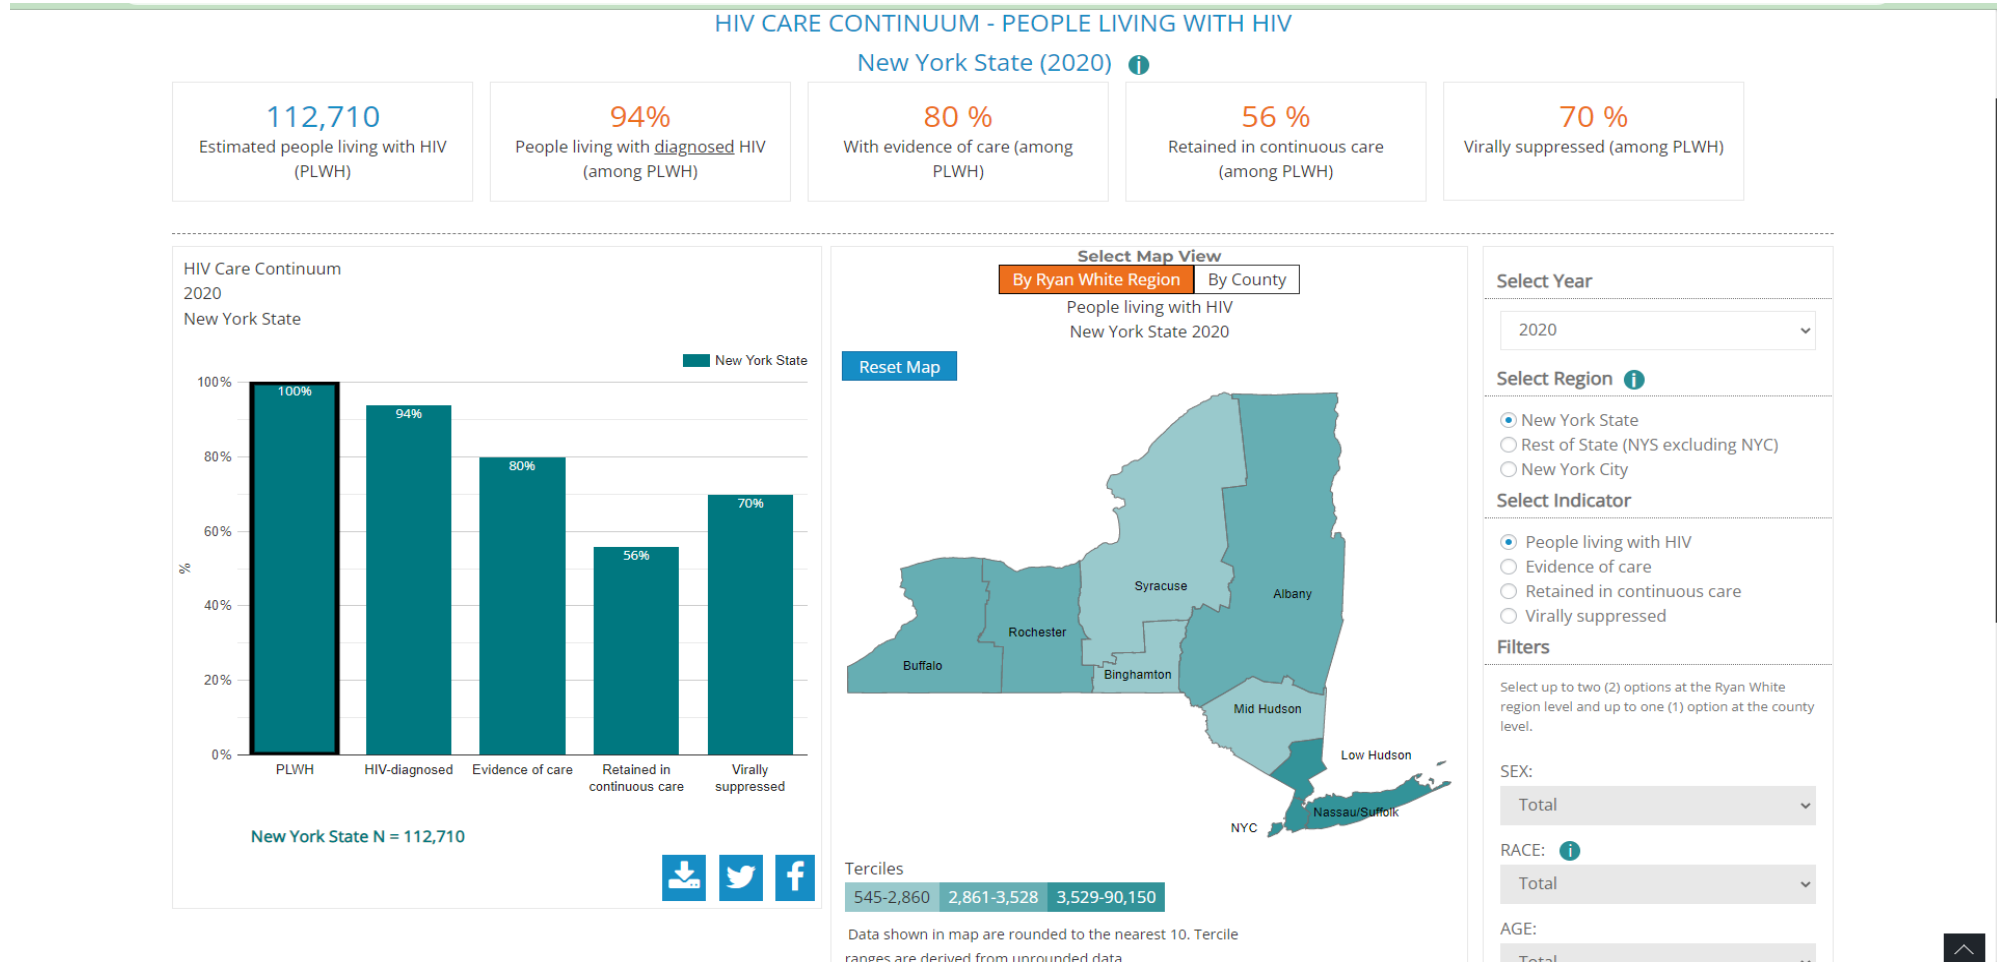 HIV CARE CONTINUUM - PEOPLE LIVING WITH HIV
New York State (2020)
112,710
Estimated people living with HIV
(PLWH)
94%
People living with diagnosed HIV
(among PLWH)
80 %
With evidence of care (among
PLWH)
56 %
Retained in continuous care
(among PLWH)
70 %
Virally suppressed (among PLWH)
HIV Care Continuum
2020
New York State
New York State
100%
80%
60%
40%
20%
0%
%
100%
94%
80%
56%
70%
PLWH
HIV-diagnosed
Evidence of care
Retained in
continuous care
Virally
suppressed
New York State N = 112,710
Select Map View
By Ryan White Region
By County
People living with HIV
New York State 2020
Reset Map
Syracuse
Albany
Rochester
Buffalo
Binghamton
Mid Hudson
Low Hudson
Nassau/Suffolk
NYC
Terciles
545-2,860
2,861-3,528
3,529-90,150
Data shown in map are rounded to the nearest 10. Tercile
ranges are derived from unrounded data
Select Year
2020
Select Region
New York State
Rest of State (NYS excluding NYC)
New York City
Select Indicator
People living with HIV
Evidence of care
Retained in continuous care
Virally suppressed
Filters
Select up to two (2) options at the Ryan White
region level and up to one (1) option at the county
level.
SEX:
Total
RACE:
Total
AGE:
Total